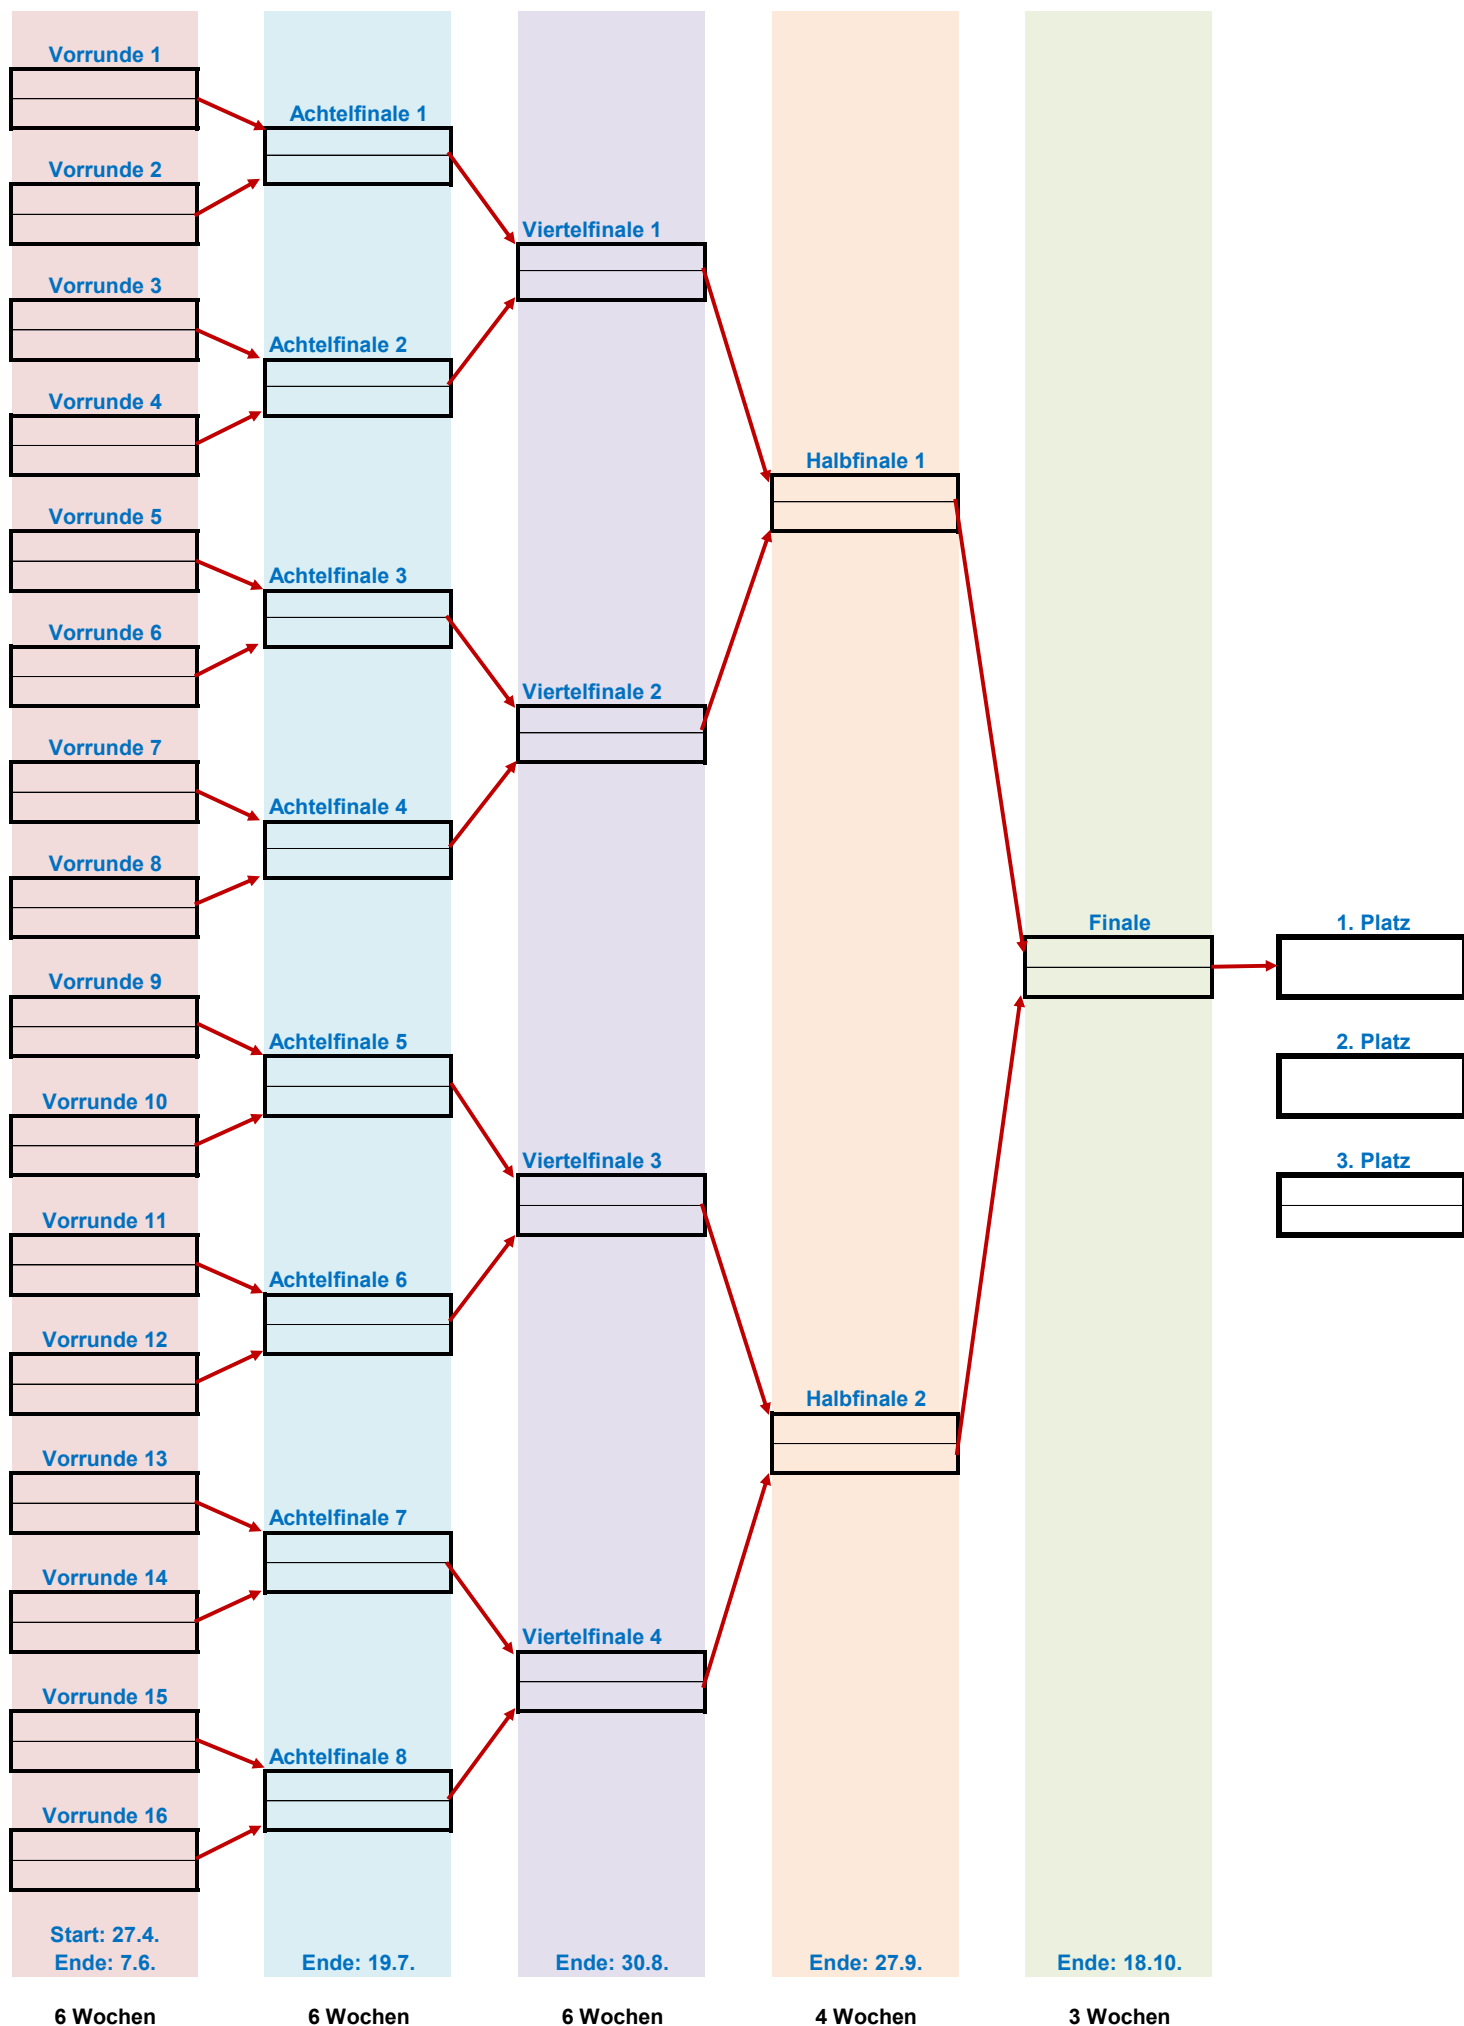 Vorrunde 1
Achtelfinale 1
Vorrunde 2
Viertelfinale 1
Vorrunde 3
Achtelfinale 2
Vorrunde 4
Halbfinale 1
Vorrunde 5
Achtelfinale 3
Vorrunde 6
Viertelfinale 2
Vorrunde 7
Achtelfinale 4
Vorrunde 8
Finale
1. Platz
Vorrunde 9
Achtelfinale 5
2. Platz
Vorrunde 10
Viertelfinale 3
3. Platz
Vorrunde 11
Achtelfinale 6
Vorrunde 12
Halbfinale 2
Vorrunde 13
Achtelfinale 7
Vorrunde 14
Viertelfinale 4
Vorrunde 15
Achtelfinale 8
Vorrunde 16
Start: 27.4.
Ende: 7.6.
Ende: 19.7.
Ende: 30.8.
Ende: 27.9.
Ende: 18.10.
6 Wochen
6 Wochen
6 Wochen
4 Wochen
3 Wochen